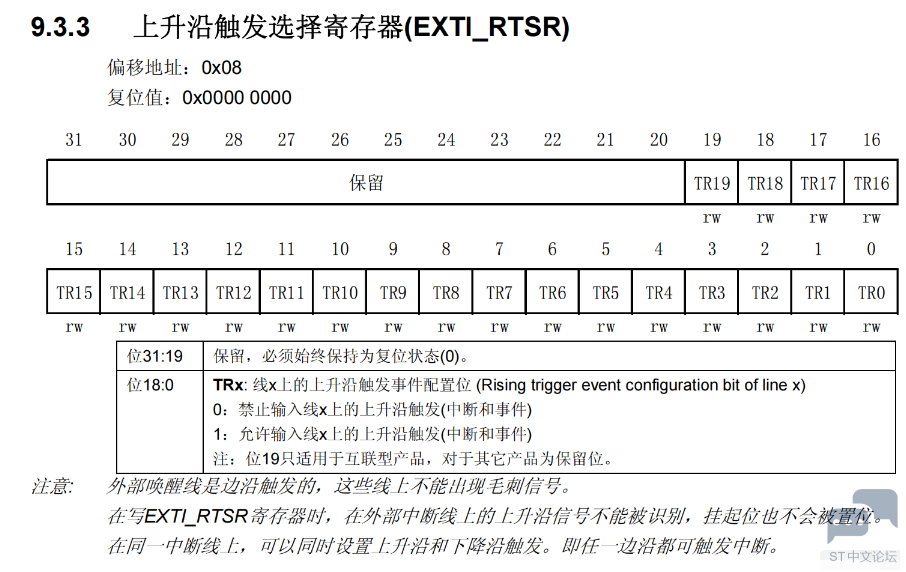 9.3.3 上升沿触发选择寄存器(EXTI_RTSR)
偏移地址：0x08
复位值：0x0000 0000
31 30 29 28 27 26 25 24 23 22 21 20 19 18 17 16
保留 TR19 TR18 TR17 TR16
rw rw rw rw
15 14 13 12 11 10 9 8 7 6 5 4 3 2 1 0
TR15 TR14 TR13 TR12 TR11 TR10 TR9 TR8 TR7 TR6 TR5 TR4 TR3 TR2 TR1 TR0
rw rw rw rw rw rw rw rw rw rw rw rw rw rw rw rw
位31:19 保留，必须始终保持为复位状态(0)。
位18:0 TRx: 线x上的上升沿触发事件配置位 (Rising trigger event configuration bit of line x)
0：禁止输入线x上的上升沿触发(中断和事件)
1：允许输入线x上的上升沿触发(中断和事件)
注：位19只适用于互联型产品，对于其它产品为保留位。
注意: 外部唤醒线是边沿触发的，这些线上不能出现毛刺信号。
在写EXTI_RTSR寄存器时，在外部中断线上的上升沿信号不能被识别，挂起位也不会被置位。
在同一中断线上，可以同时设置上升沿和下降沿触发。即任一边沿都可触发中断。
ST中文论坛